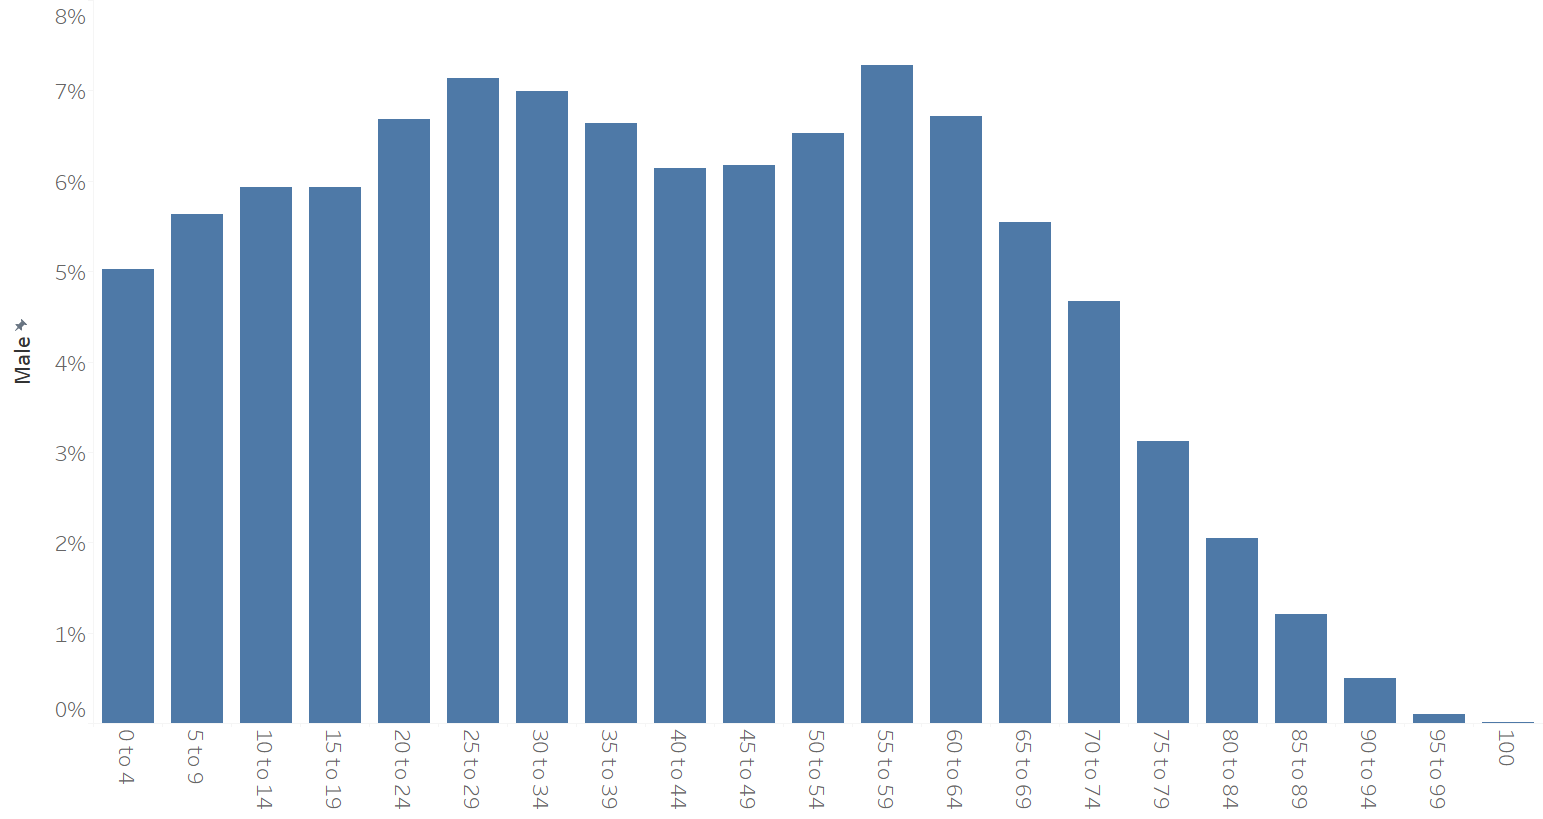 8%
7%
6%
5%
4%
3%
2%
1%
0%
Male
0 to 4
5 to 9
10 to 14
15 to 19
20 to 24
25 to 29
30 to 34
35 to 39
40 to 44
45 to 49
50 to 54
55 to 59
60 to 64
65 to 69
70 to 74
75 to 79
80 to 84
85 to 89
90 to 94
95 to 99
100